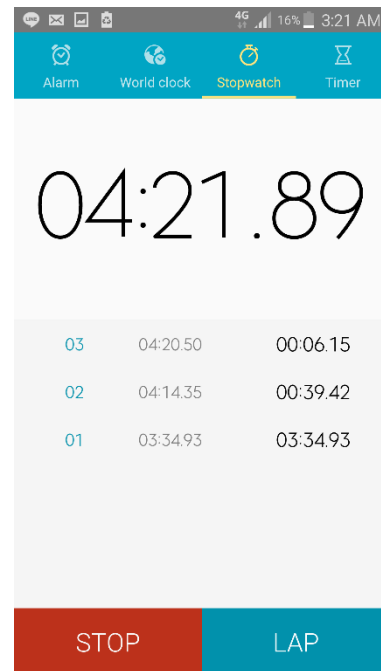 LINE 4G 16% 3:21 AM
Alarm World clock Stopwatch Timer
04:21.89
03 04:20.50 00:06.15
02 04:14.35 00:39.42
01 03:34.93 03:34.93
STOP LAP